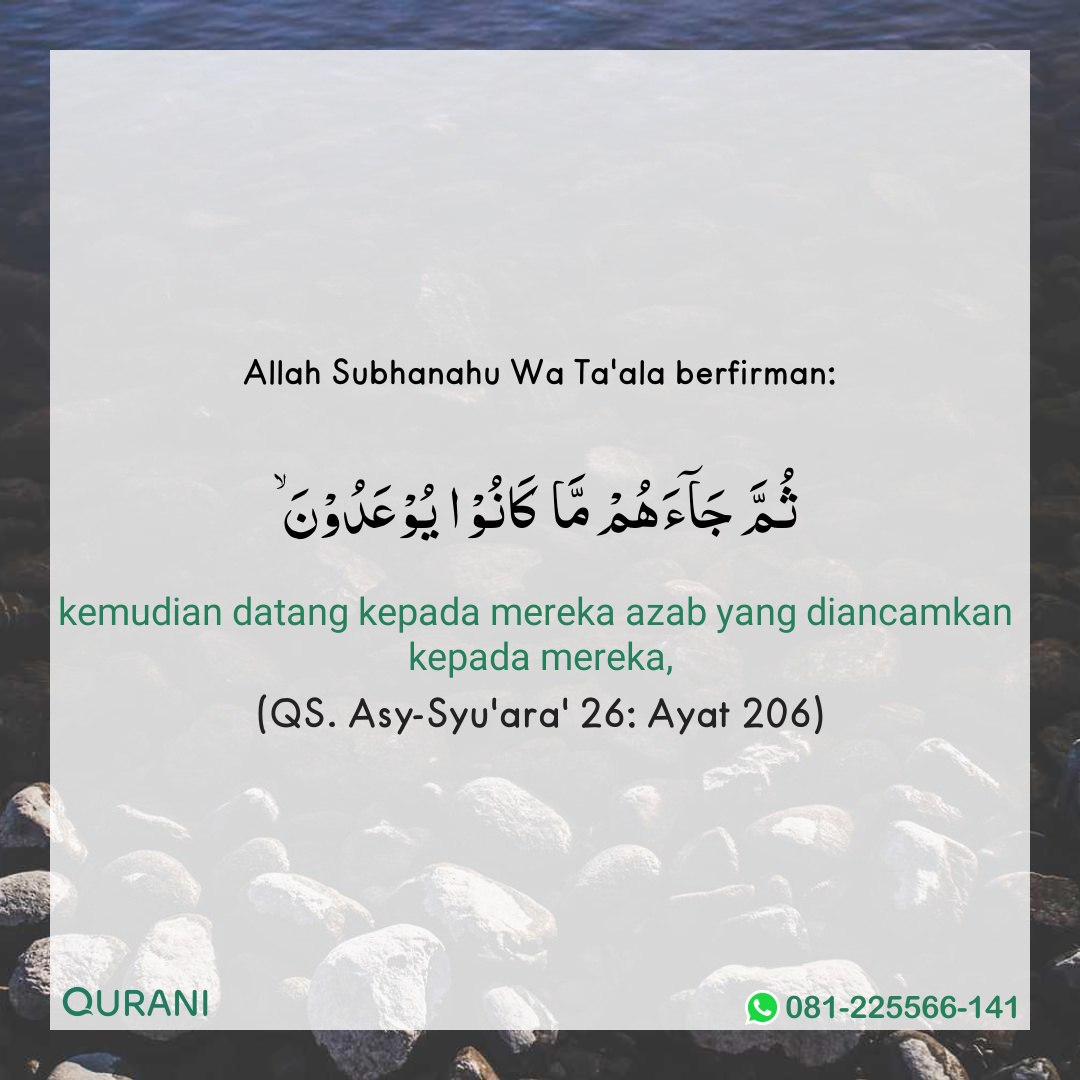 Allah Subhanahu Wa Ta'ala berfirman:
ثُمَّ جَآءَهُمْ مَّا كَانُوْا يُوْعَدُوْنَ ۙ
kemudian datang kepada mereka azab yang diancamkan
kepada mereka,
(QS. Asy-Syu'ara' 26: Ayat 206)
QURANI
081-225566-141